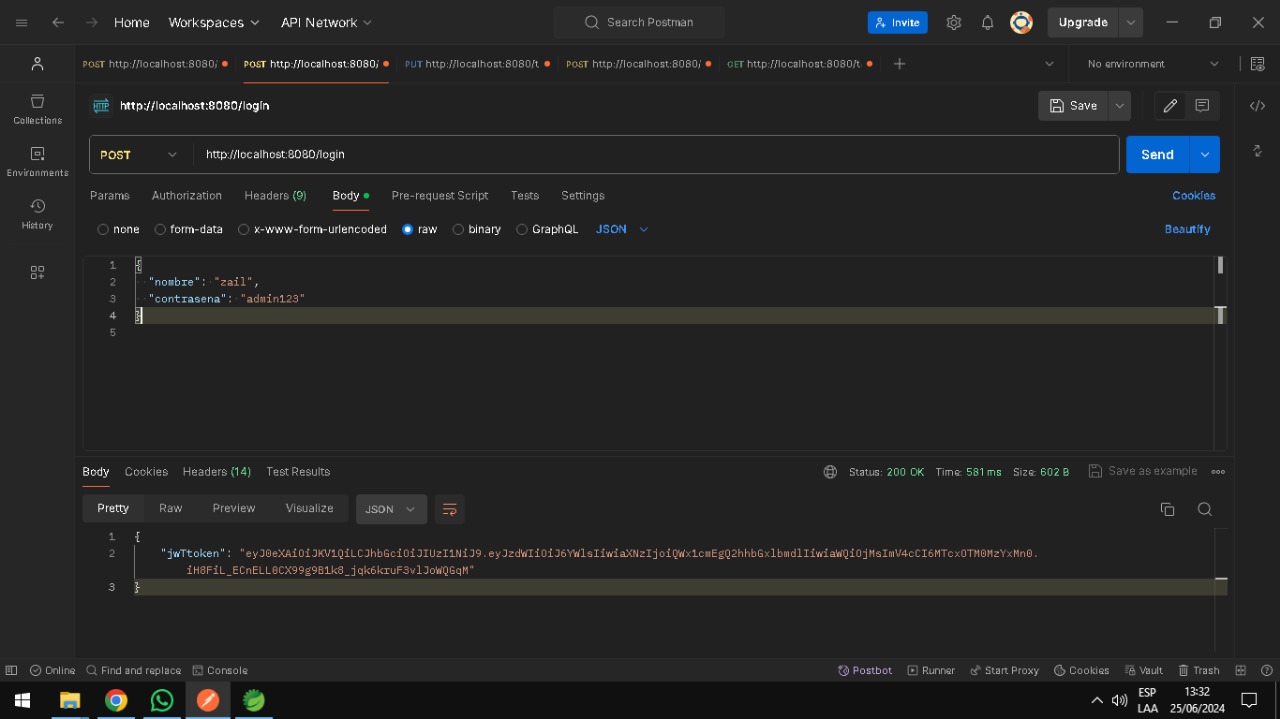 Home Workspaces API Network Search Postman Invite Upgrade
POST http://localhost:8080/ POST http://localhost:8080/ PUT http://localhost:8080/t POST http://localhost:8080/ GET http://localhost:8080/t No environment
HTTP http://localhost:8080/login Save
Collections
Environments
History
POST http://localhost:8080/login Send
Params Authorization Headers (9) Body Pre-request Script Tests Settings Cookies
none form-data x-www-form-urlencoded raw binary GraphQL JSON Beautify
1 {
2 "nombre": "zail",
3 "contrasena": "admin123"
4 }
5
Body Cookies Headers (14) Test Results Status: 200 OK Time: 581 ms Size: 602 B Save as example
Pretty Raw Preview Visualize JSON
1 {
2 "jwTtoken": "eyJ0eXAiOiJKV1QiLCJhbGciOiJIUzI1NiJ9.eyJzdWIiOiJ6YWlsIiwiaXNzIjoiQWx1cmEgQ2hhbGxlbmdlIiwiaWQiOjMsImV4cCI6MTcxOTM0MzYxMn0.
iH8FiL_ECnELL0CX99g9B1k8_jqk6kruF3vlJoWQGqM"
3 }
Online Find and replace Console Postbot Runner Start Proxy Cookies Vault Trash
ESP
LAA
13:32
25/06/2024